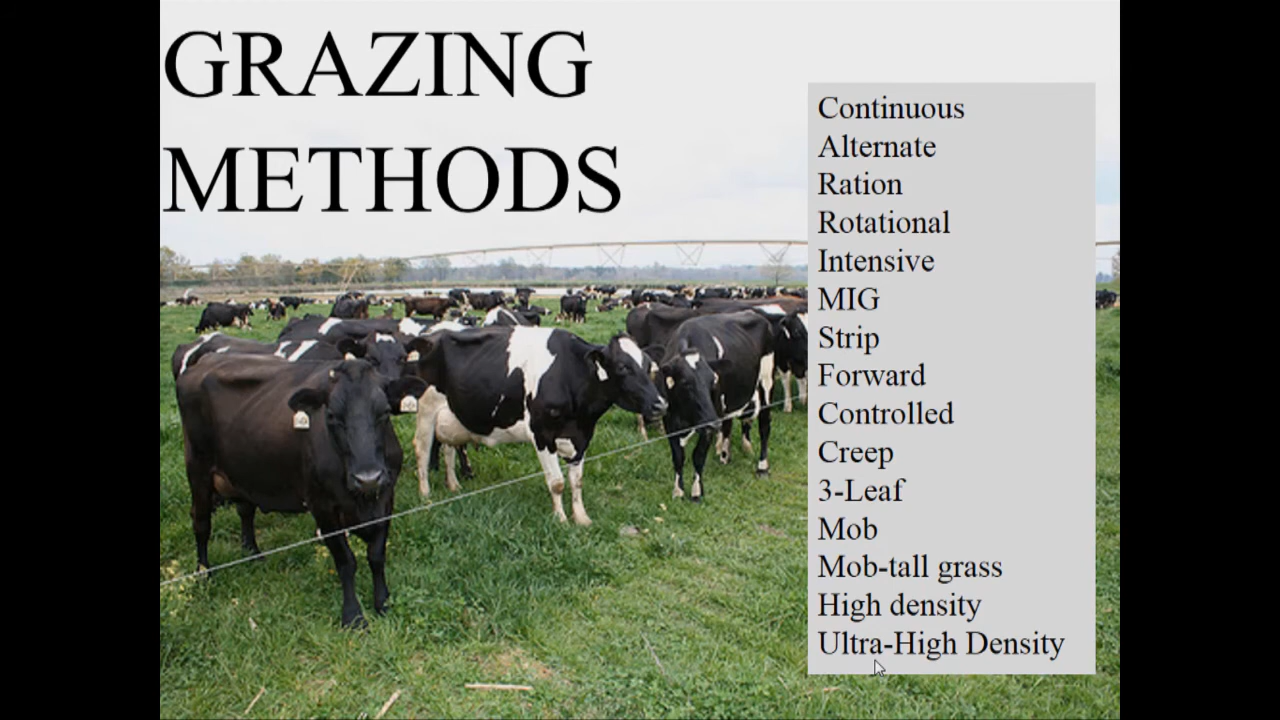 GRAZING
METHODS
Continuous
Alternate
Ration
Rotational
Intensive
MIG
Strip
Forward
Controlled
Creep
3-Leaf
Mob
Mob-tall grass
High density
Ultra-High Density